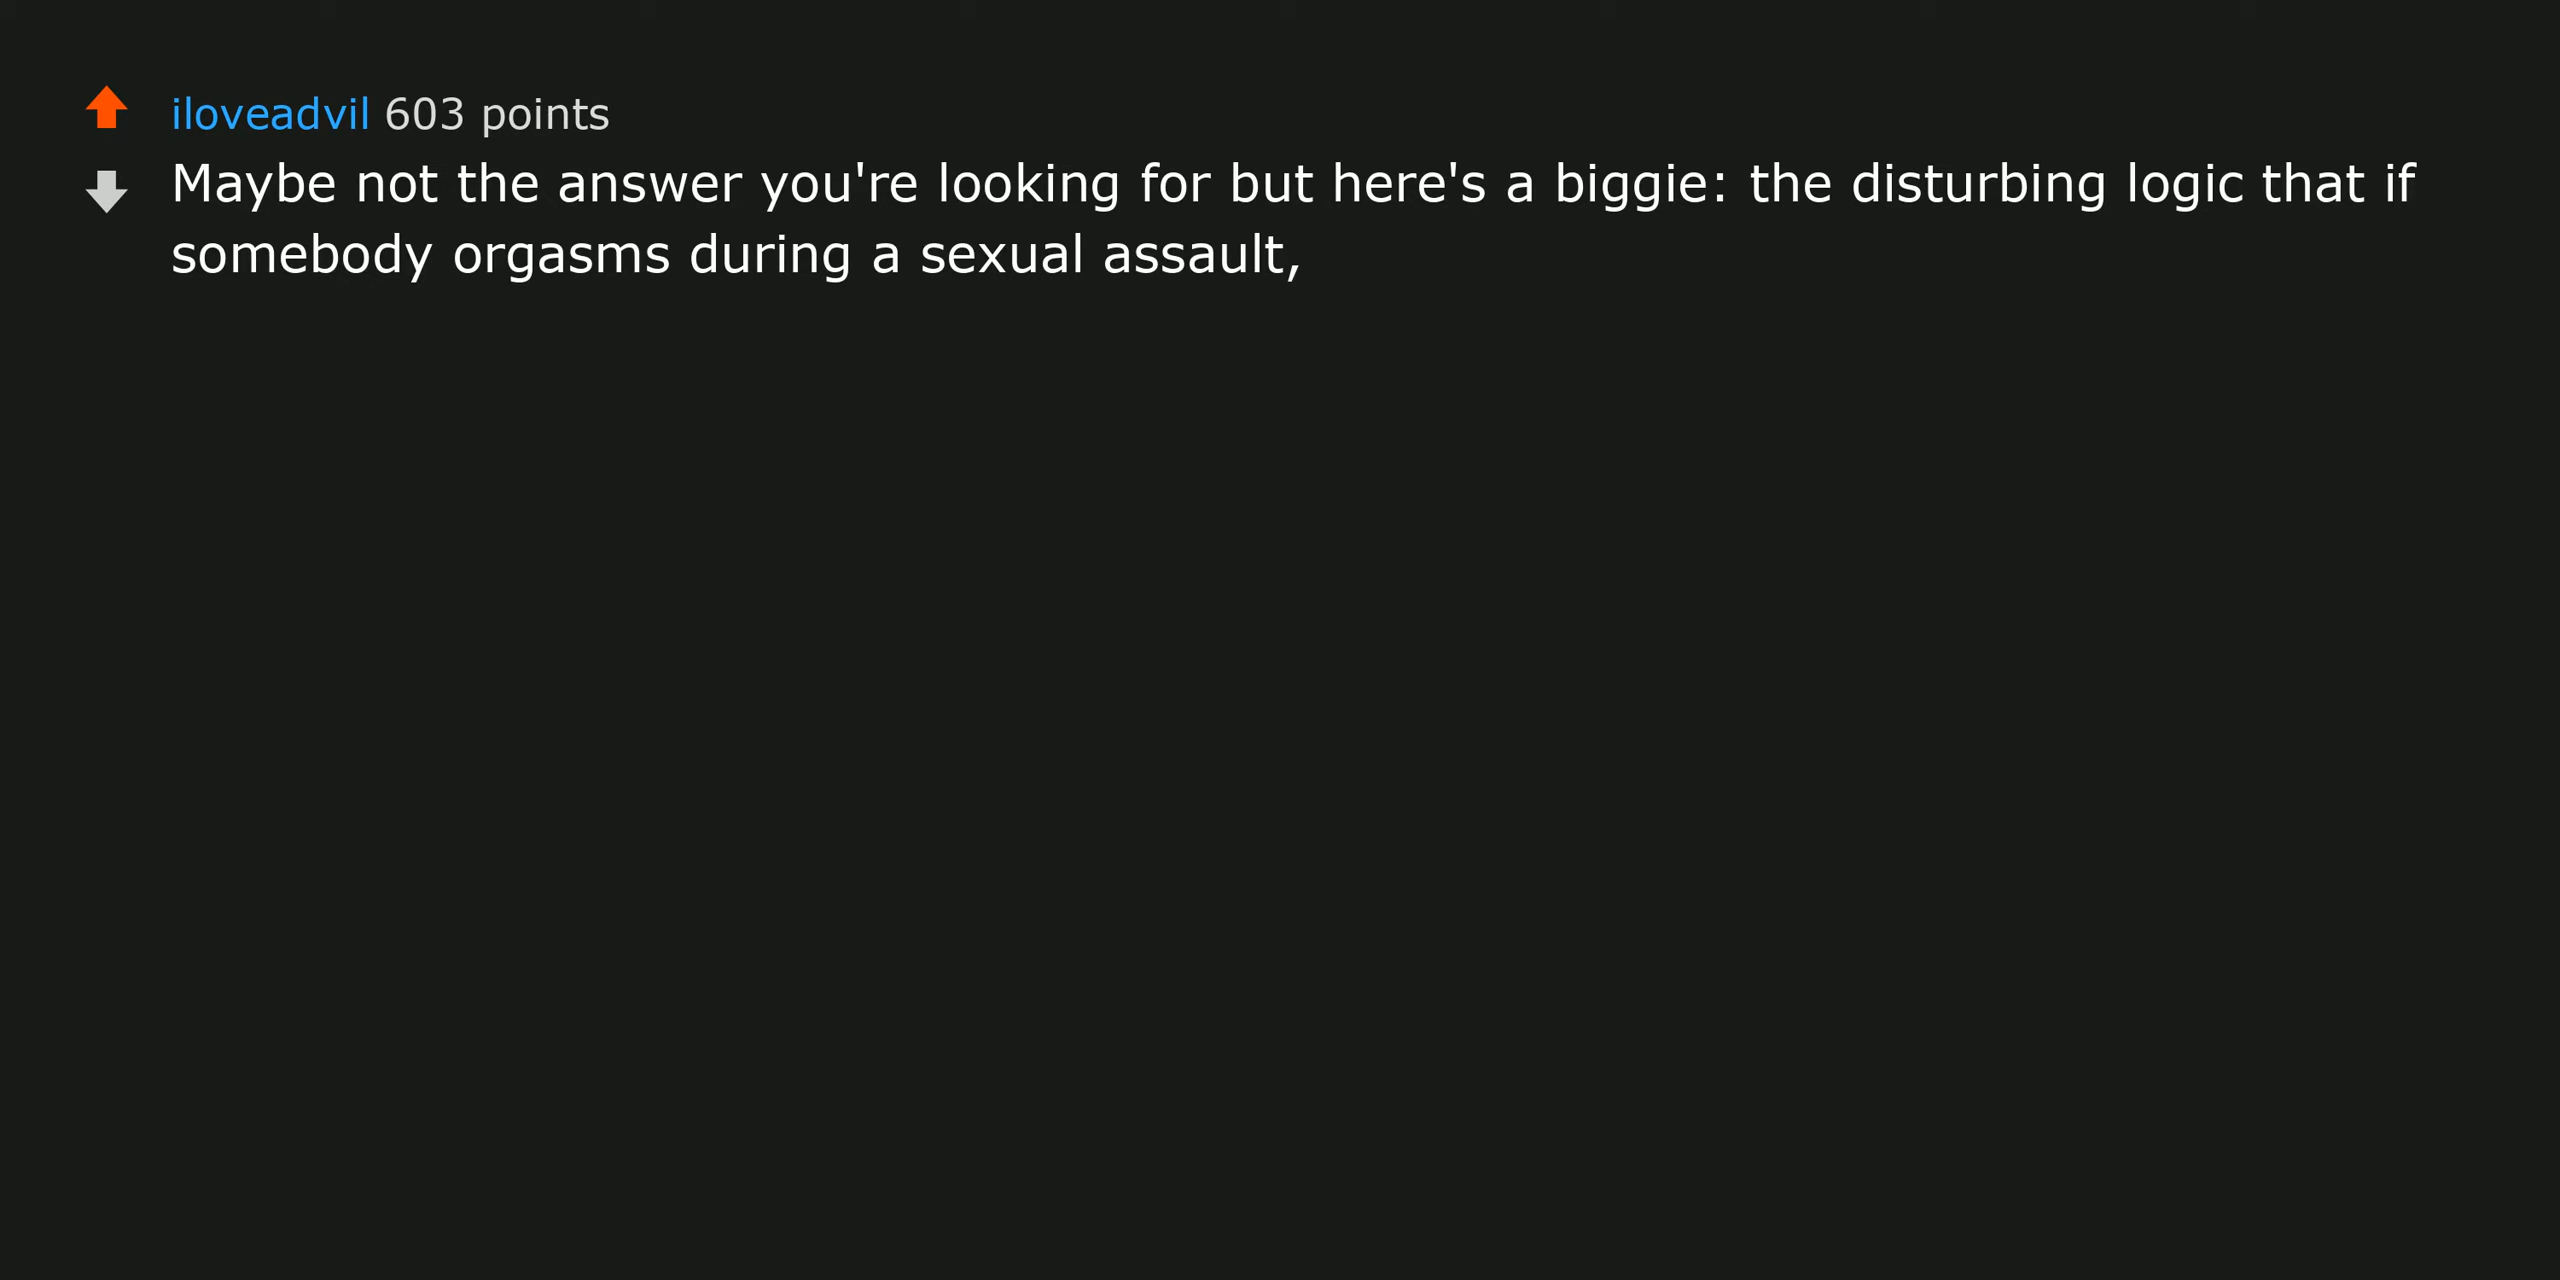 iloveadvil 603 points
Maybe not the answer you're looking for but here's a biggie: the disturbing logic that if
somebody orgasms during a sexual assault,